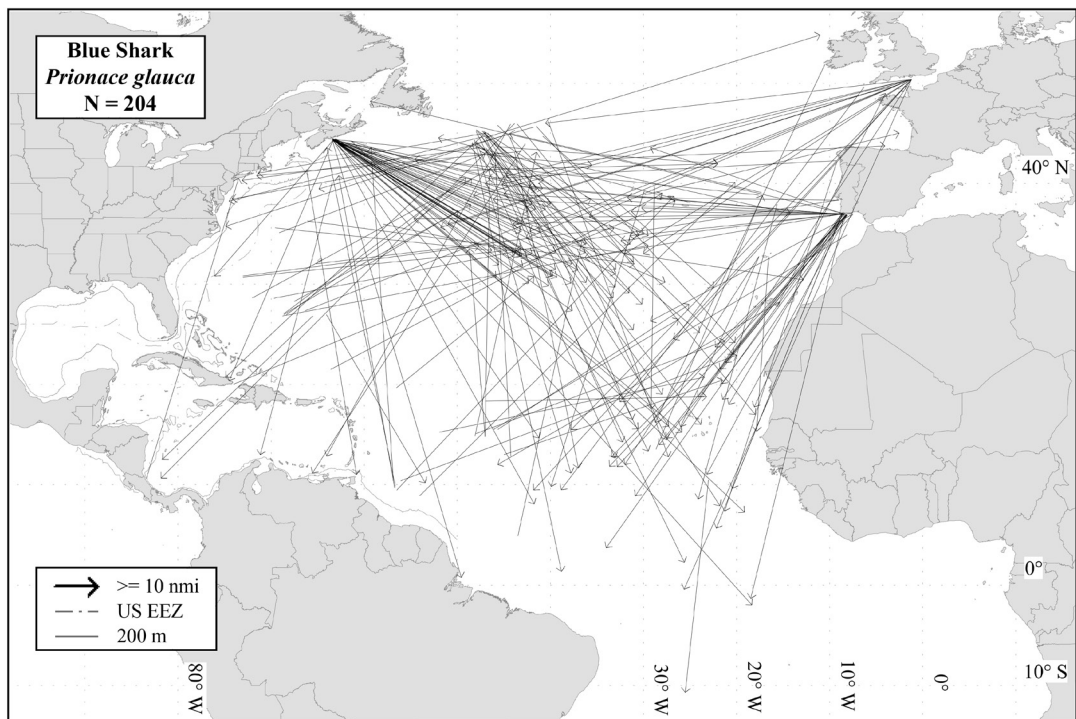 Blue Shark
Prionace glauca
N = 204
40° N
>= 10 nmi
US EEZ
200 m
0°
10° S
80° W
30° W
20° W
10° W
0°